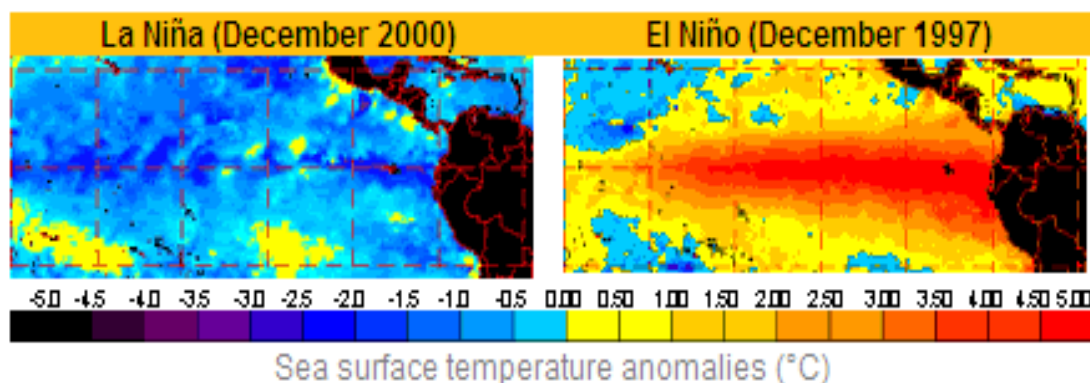 La Niña (December 2000) El Niño (December 1997)
-5.0 -4.5 -4.0 -3.5 -3.0 -2.5 -2.0 -1.5 -1.0 -0.5 0.00 0.50 1.00 1.50 2.00 2.50 3.00 3.50 4.00 4.50 5.00
Sea surface temperature anomalies (°C)